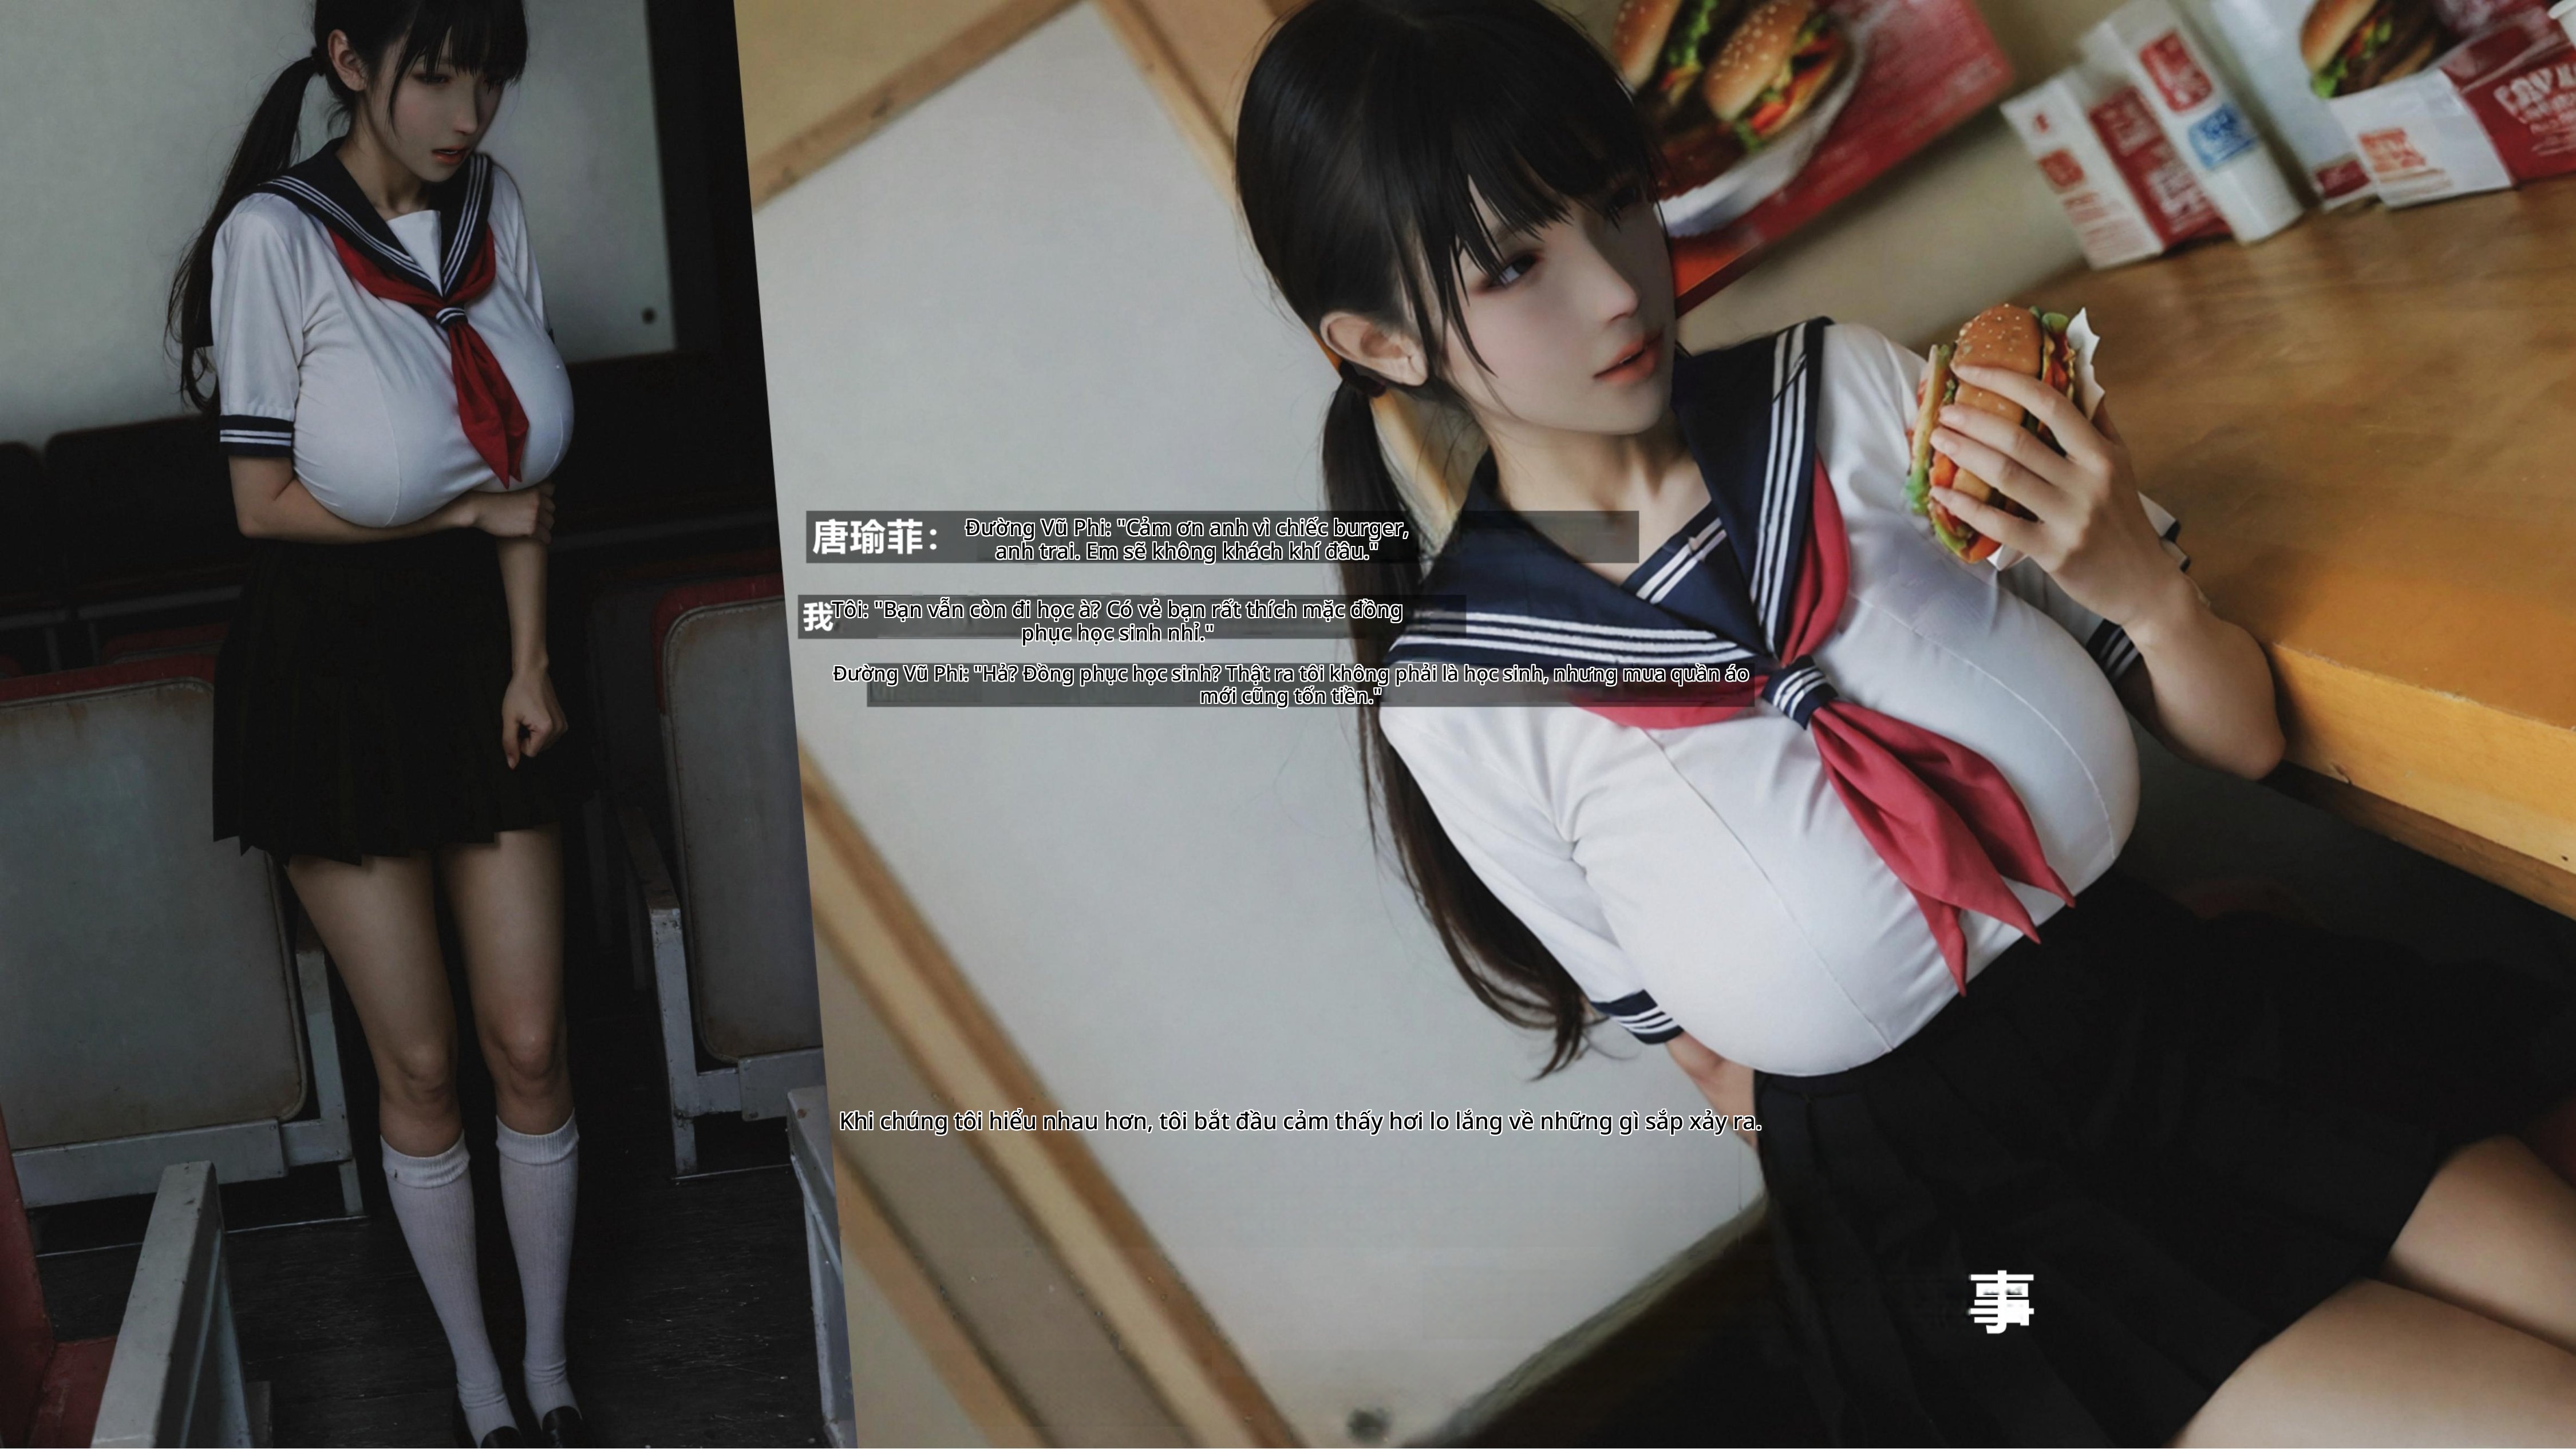 唐瑜菲： Đường Vũ Phi: "Cảm ơn anh vì chiếc burger,
anh trai. Em sẽ không khách khí đâu."
我Tôi: "Bạn vẫn còn đi học à? Có vẻ bạn rất thích mặc đồng
phục học sinh nhỉ."
Đường Vũ Phi: "Hả? Đồng phục học sinh? Thật ra tôi không phải là học sinh, nhưng mua quần áo
mới cũng tốn tiền."
Khi chúng tôi hiểu nhau hơn, tôi bắt đầu cảm thấy hơi lo lắng về những gì sắp xảy ra.
事